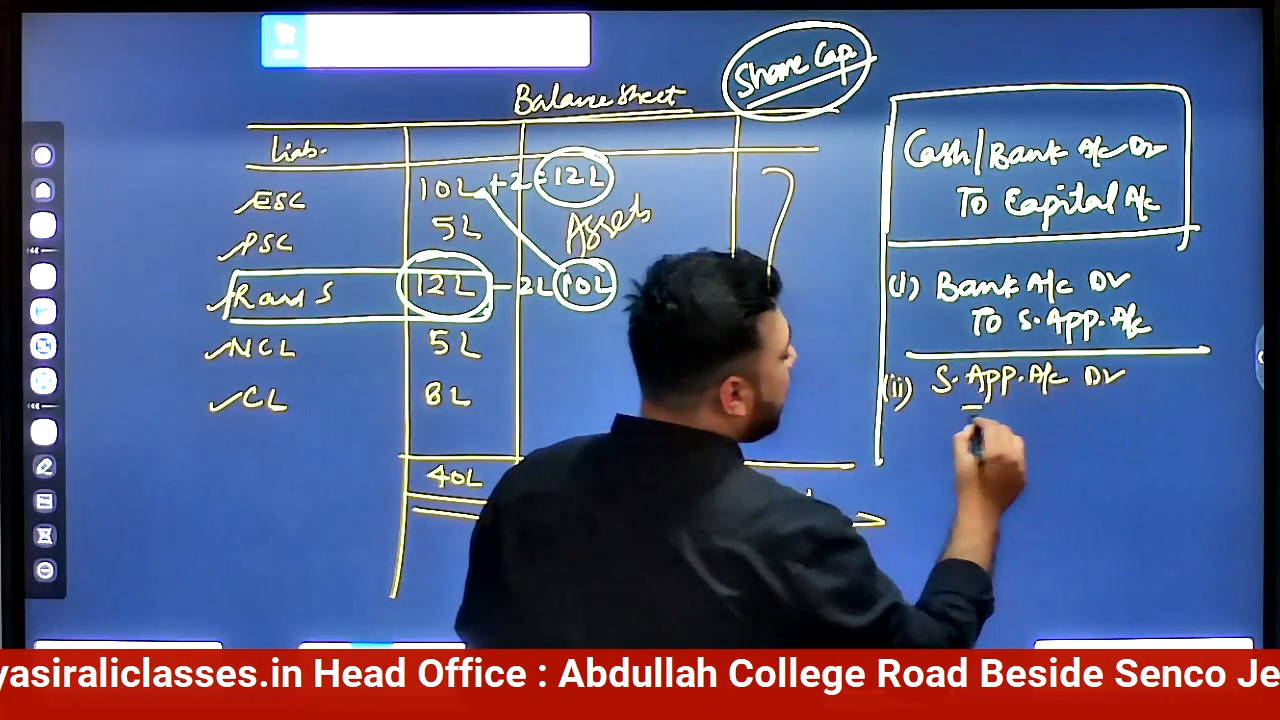 Share Cap
Balance Sheet
Liab.
ESC 10L +2 = 12L
Assets
PSC 5L
R and S 12L - 2L 10L
NCL 5L
CL 8L
40L
Cash/Bank A/c Dr
To Capital A/c
(i) Bank A/c Dr
To S. App. A/c
(ii) S. App. A/c Dr
yasiraliclasses.in Head Office : Abdullah College Road Beside Senco Je